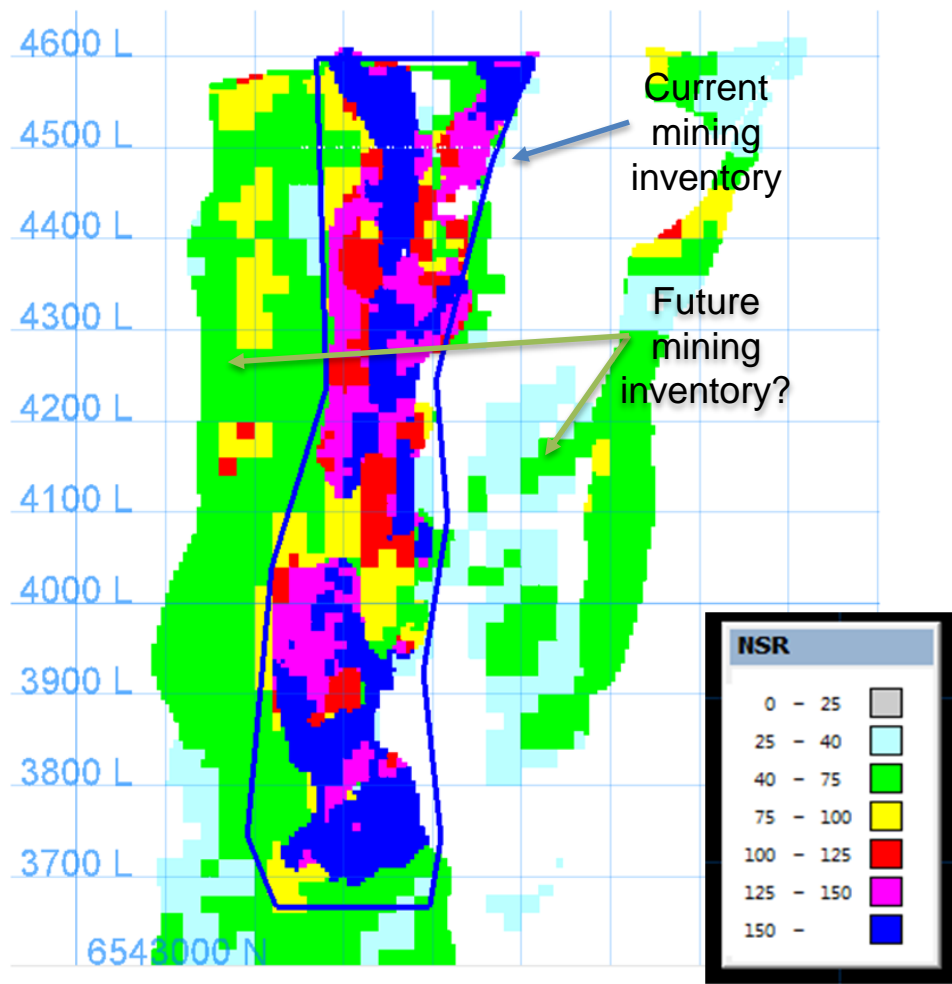 4600 L
Current
mining
inventory
4500 L
4400 L
4300 L
Future
mining
inventory?
4200 L
4100 L
4000 L
3900 L
3800 L
3700 L
6543000 N
NSR
0 - 25
25 - 40
40 - 75
75 - 100
100 - 125
125 - 150
150 -